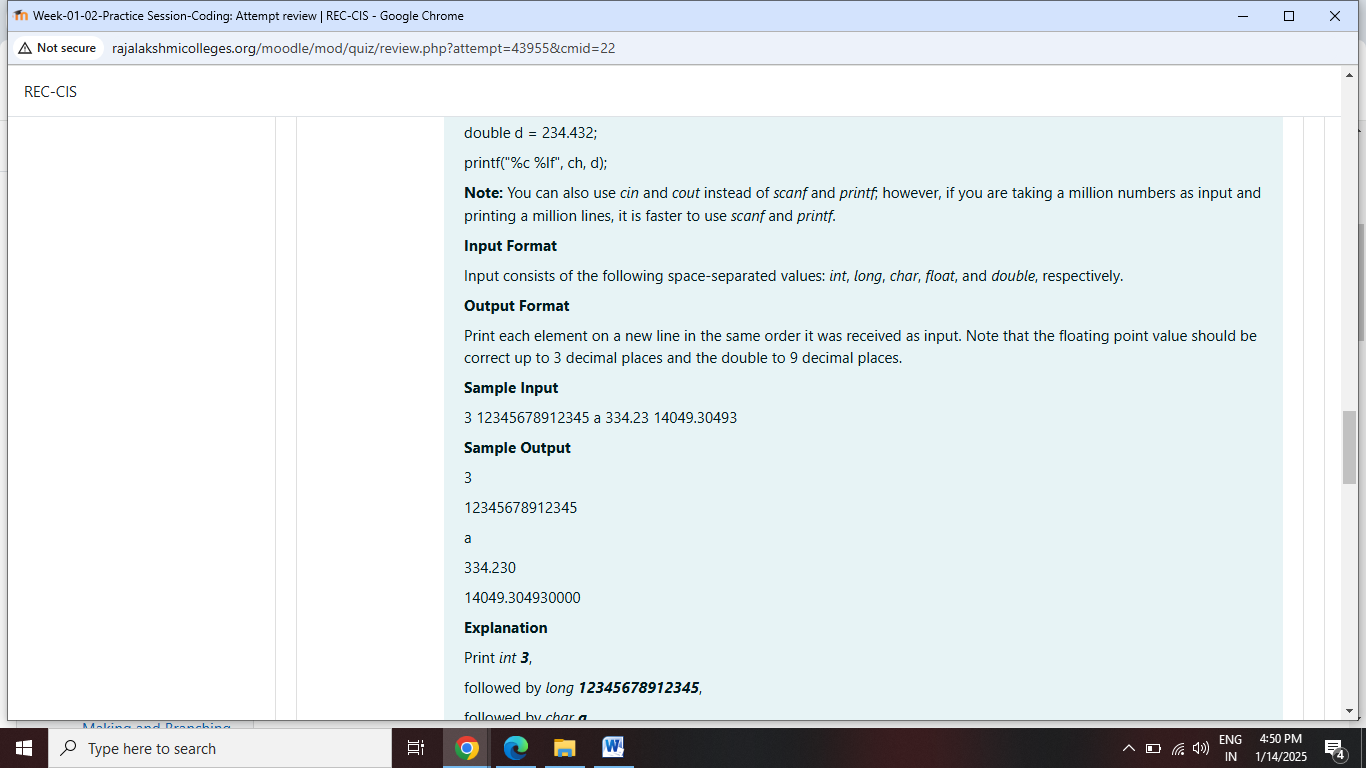 Week-01-02-Practice Session-Coding: Attempt review | REC-CIS - Google Chrome
Not secure rajalakshmicolleges.org/moodle/mod/quiz/review.php?attempt=43955&cmid=22
REC-CIS
double d = 234.432;
printf("%c %lf", ch, d);
Note: You can also use cin and cout instead of scanf and printf; however, if you are taking a million numbers as input and
printing a million lines, it is faster to use scanf and printf.
Input Format
Input consists of the following space-separated values: int, long, char, float, and double, respectively.
Output Format
Print each element on a new line in the same order it was received as input. Note that the floating point value should be
correct up to 3 decimal places and the double to 9 decimal places.
Sample Input
3 12345678912345 a 334.23 14049.30493
Sample Output
3
12345678912345
a
334.230
14049.304930000
Explanation
Print int 3,
followed by long 12345678912345,
followed by char a
Making and Branching
Type here to search
W
ENG
IN
4:50 PM
1/14/2025
4